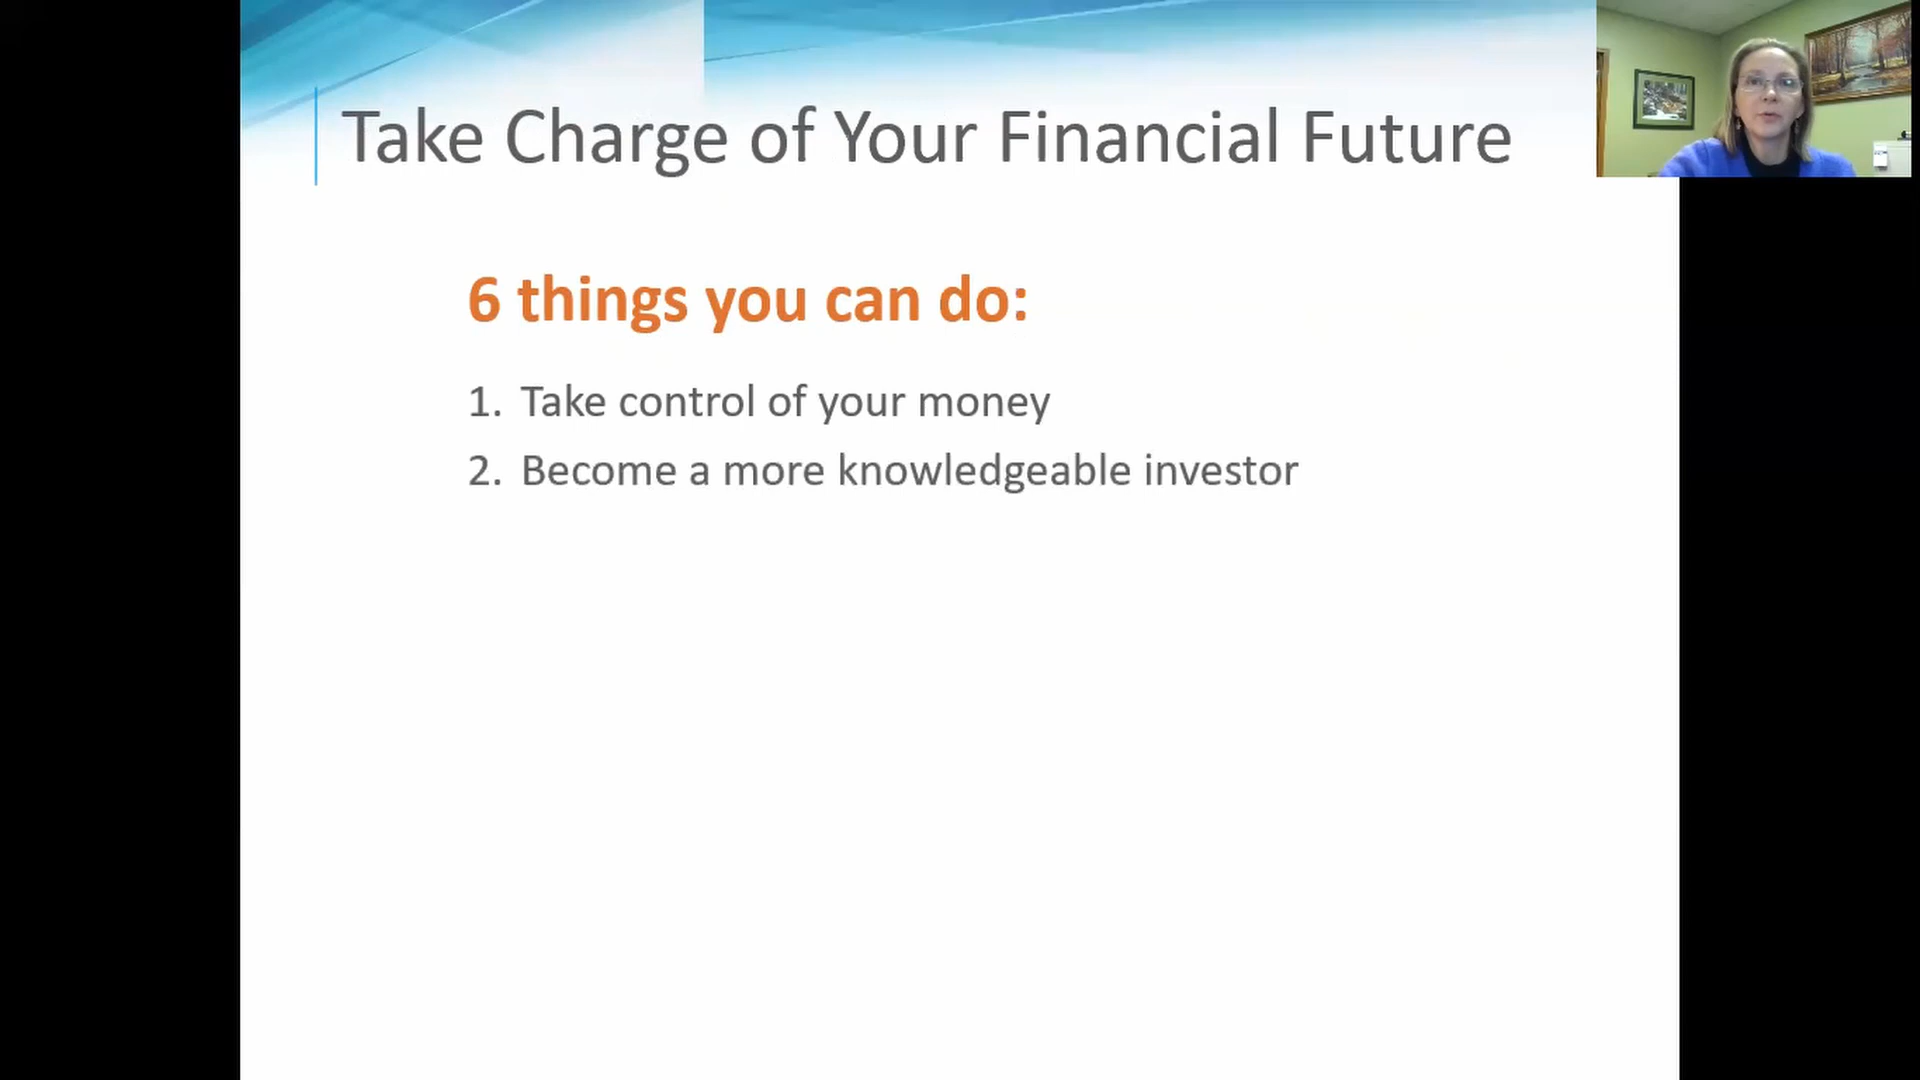 Take Charge of Your Financial Future
6 things you can do:
1. Take control of your money
2. Become a more knowledgeable investor